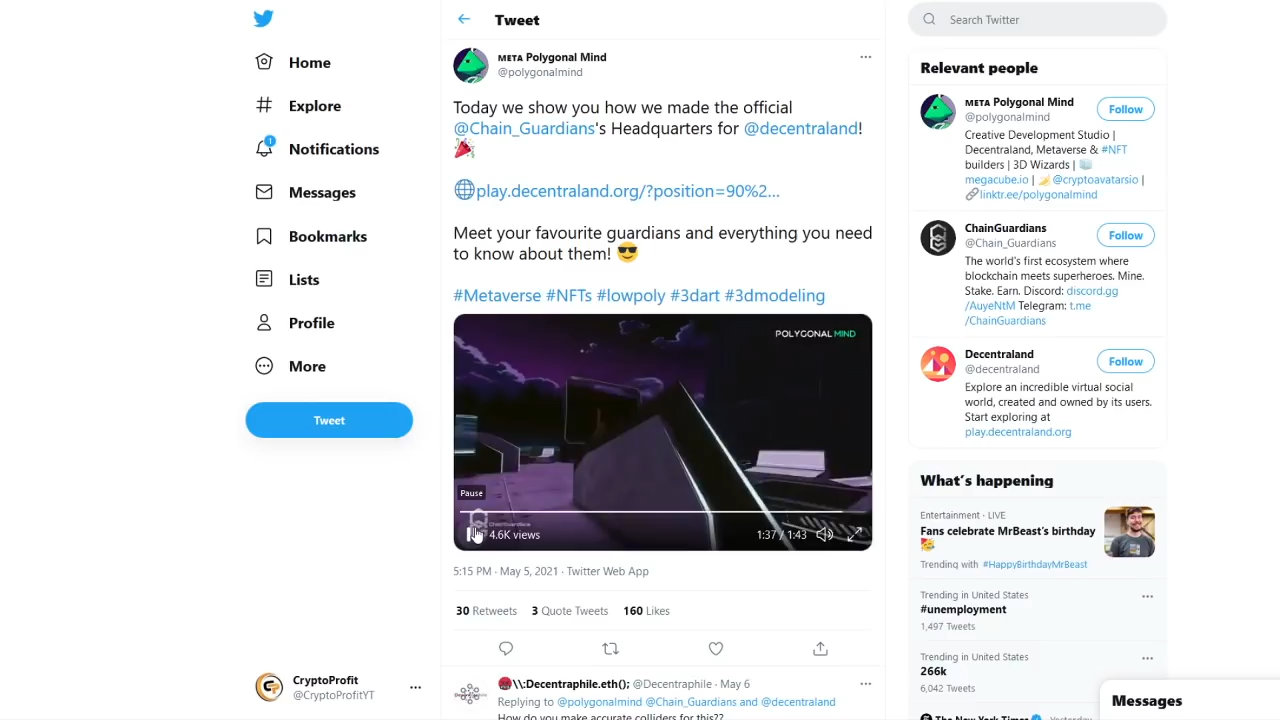 Home
Explore
1
Notifications
Messages
Bookmarks
Lists
Profile
More
Tweet
CryptoProfit
@CryptoProfitYT
Tweet
META Polygonal Mind
@polygonalmind
Today we show you how we made the official
@Chain_Guardians's Headquarters for @decentraland!
play.decentraland.org/?position=90%2...
Meet your favourite guardians and everything you need
to know about them!
#Metaverse #NFTs #lowpoly #3dart #3dmodeling
POLYGONAL MIND
Pause
4.6K views
1:37 / 1:43
5:15 PM · May 5, 2021 · Twitter Web App
30 Retweets 3 Quote Tweets 160 Likes
\\:Decentraphile.eth(); @Decentraphile · May 6
Replying to @polygonalmind @Chain_Guardians and @decentraland
How do you make accurate colliders for this??
Search Twitter
Relevant people
META Polygonal Mind
@polygonalmind
Follow
Creative Development Studio |
Decentraland, Metaverse & #NFT
builders | 3D Wizards |
megacube.io | @cryptoavatarsio |
linktr.ee/polygonalmind
ChainGuardians
@Chain_Guardians
Follow
The world's first ecosystem where
blockchain meets superheroes. Mine.
Stake. Earn. Discord: discord.gg
/AuyeNtM Telegram: t.me
/ChainGuardians
Decentraland
@decentraland
Follow
Explore an incredible virtual social
world, created and owned by its users.
Start exploring at
play.decentraland.org
What's happening
Entertainment · LIVE
Fans celebrate MrBeast's birthday
Trending with #HappyBirthdayMrBeast
Trending in United States
#unemployment
1,497 Tweets
Trending in United States
266k
6,042 Tweets
The New York Times · Yesterday
Messages